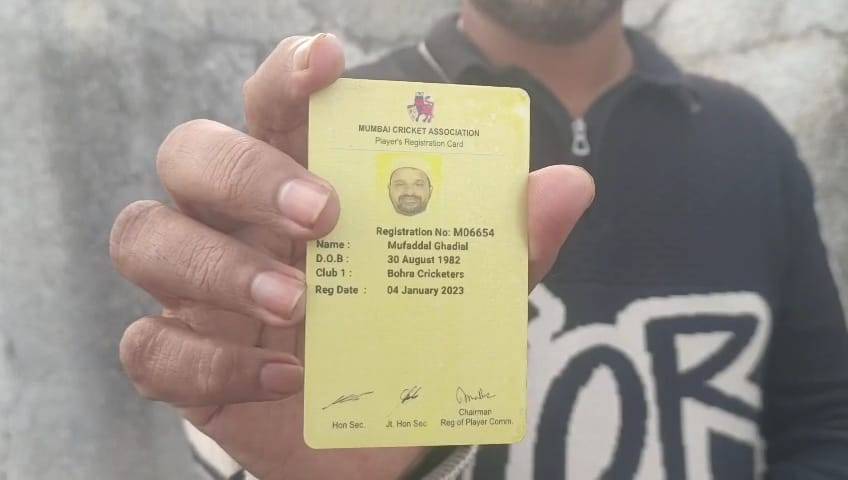 MUMBAI CRICKET ASSOCIATION
Player's Registration Card
Registration No: M06654
Name : Mufaddal Ghadial
D.O.B : 30 August 1982
Club 1 : Bohra Cricketers
Reg Date : 04 January 2023
Hon Sec. Jt. Hon Sec Chairman
Reg of Player Comm.
OR